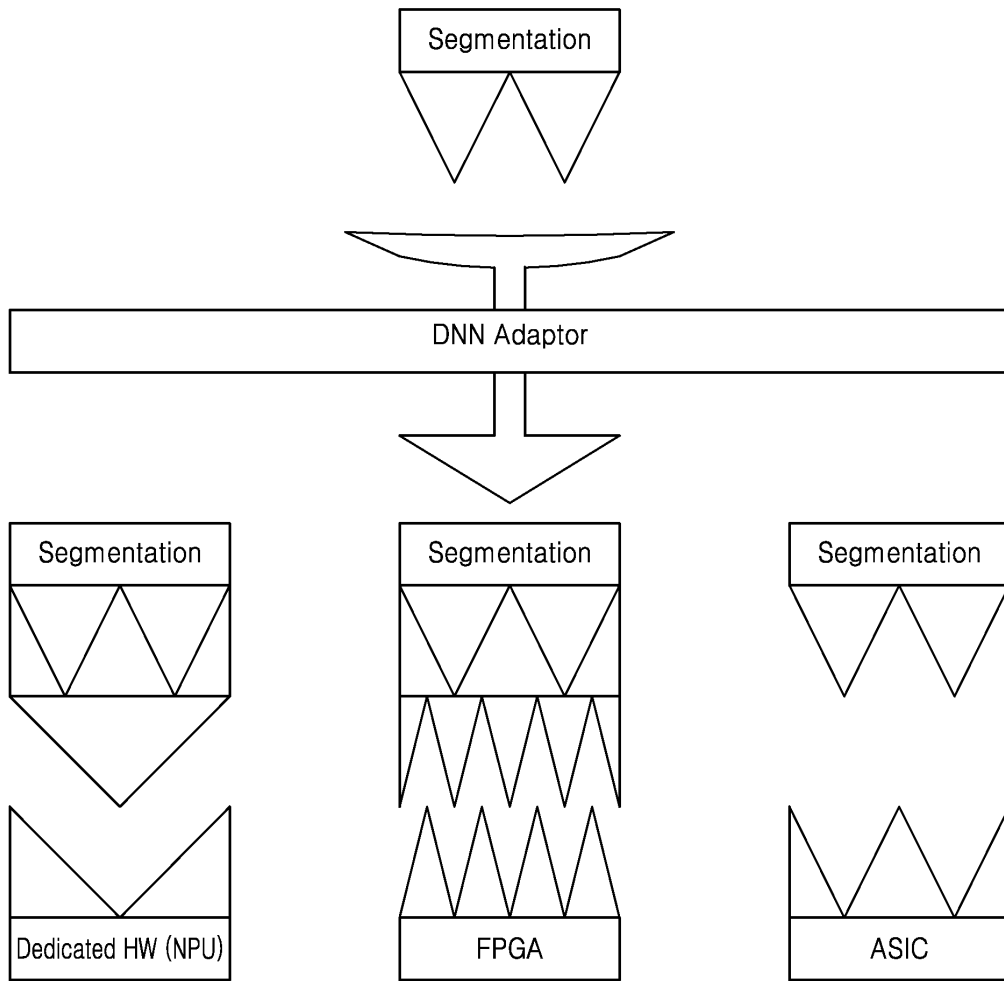 Segmentation
DNN Adaptor
Segmentation
Segmentation
Segmentation
Dedicated HW (NPU)
FPGA
ASIC